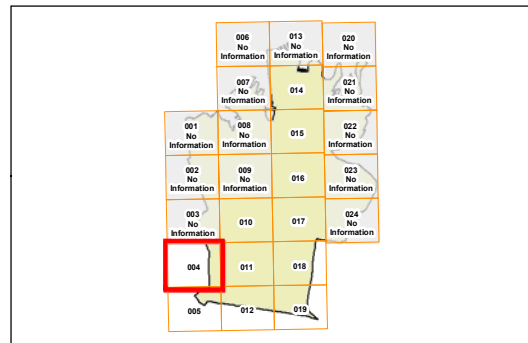 006
No
Information
013
No
Information
020
No
Information
007
No
Information
014
021
No
Information
001
No
Information
008
No
Information
015
022
No
Information
002
No
Information
009
No
Information
016
023
No
Information
003
No
Information
010
017
024
No
Information
004
011
018
005
012
019